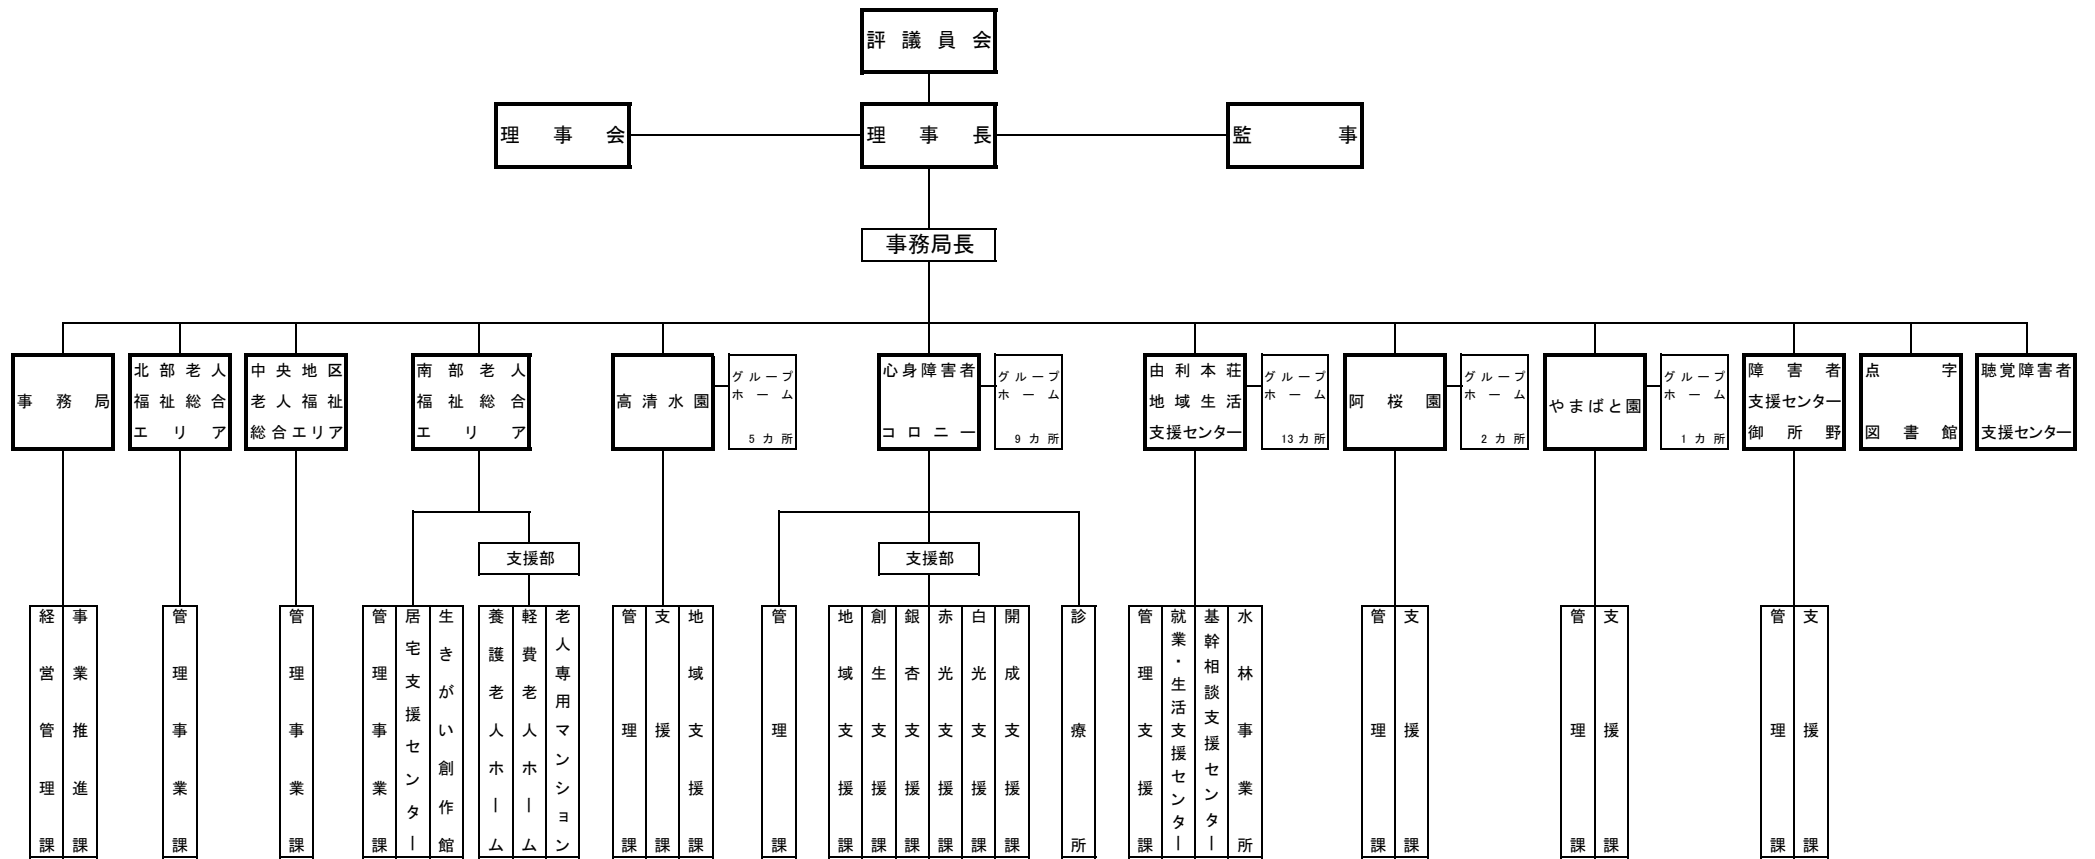 評議員会
理事会
理事長
監事
事務局長
事務局
北部老人
福祉総合
エリア
中央地区
老人福祉
総合エリア
南部老人
福祉総合
エリア
高清水園
グループ
ホーム
5カ所
心身障害者
コロニー
グループ
ホーム
9カ所
由利本荘
地域生活
支援センター
グループ
ホーム
13カ所
阿桜園
グループ
ホーム
2カ所
やまばと園
グループ
ホーム
1カ所
障害者
支援センター
御所野
点字
図書館
聴覚障害者
支援センター
支援部
支援部
経営管理課
事業推進課
管理事業課
管理事業課
管理事業課
居宅支援センター
生きがい創作館
養護老人ホーム
軽費老人ホーム
老人専用マンション
管理課
支援課
地域支援課
管理課
地域支援課
創生支援課
銀杏支援課
赤光支援課
白光支援課
開成支援課
診療所
管理支援課
就業・生活支援センター
基幹相談支援センター
水林事業所
管理課
支援課
管理課
支援課
管理課
支援課